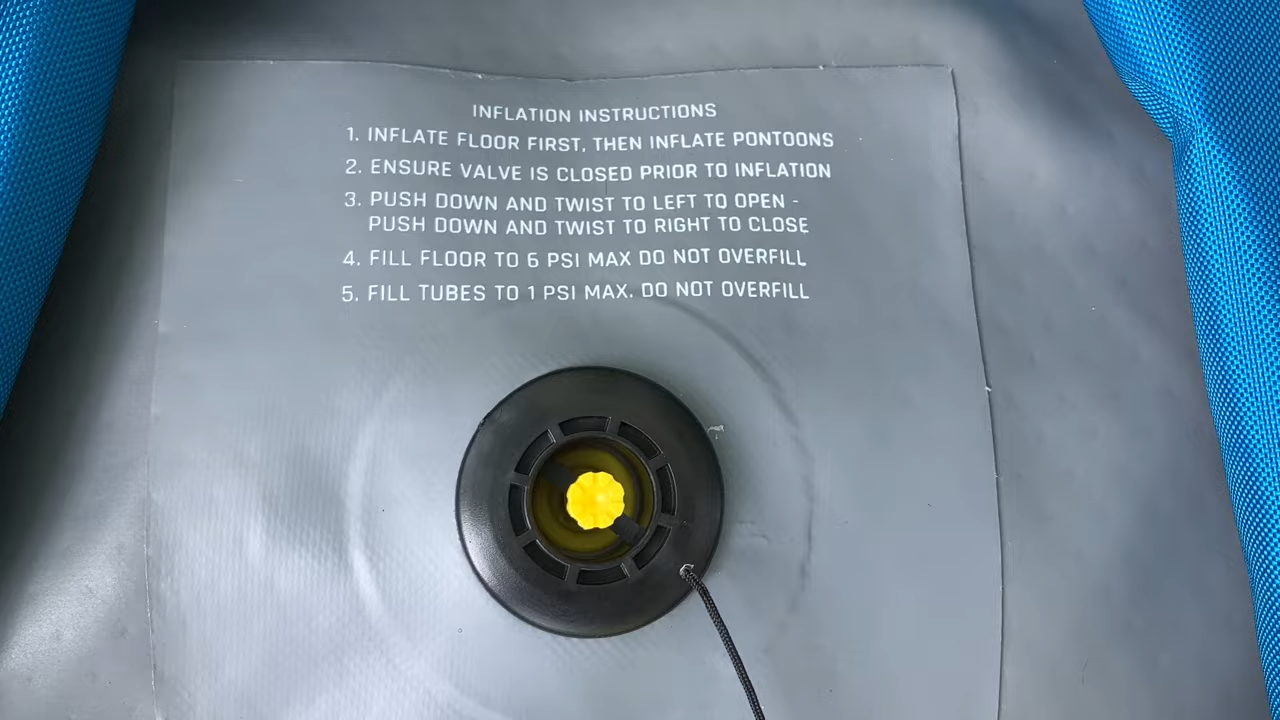 INFLATION INSTRUCTIONS
1. INFLATE FLOOR FIRST, THEN INFLATE PONTOONS
2. ENSURE VALVE IS CLOSED PRIOR TO INFLATION
3. PUSH DOWN AND TWIST TO LEFT TO OPEN -
PUSH DOWN AND TWIST TO RIGHT TO CLOSE
4. FILL FLOOR TO 6 PSI MAX DO NOT OVERFILL
5. FILL TUBES TO 1 PSI MAX. DO NOT OVERFILL